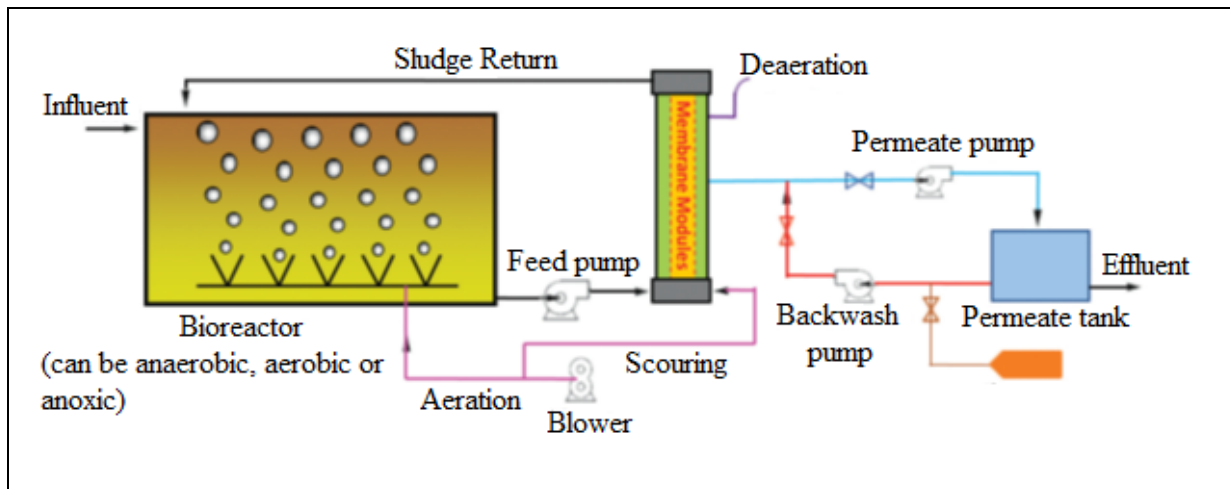 Sludge Return
Deaeration
Influent
Membrane Modules
Permeate pump
Feed pump
Effluent
Bioreactor
(can be anaerobic, aerobic or
anoxic)
Backwash
pump
Permeate tank
Scouring
Aeration
Blower